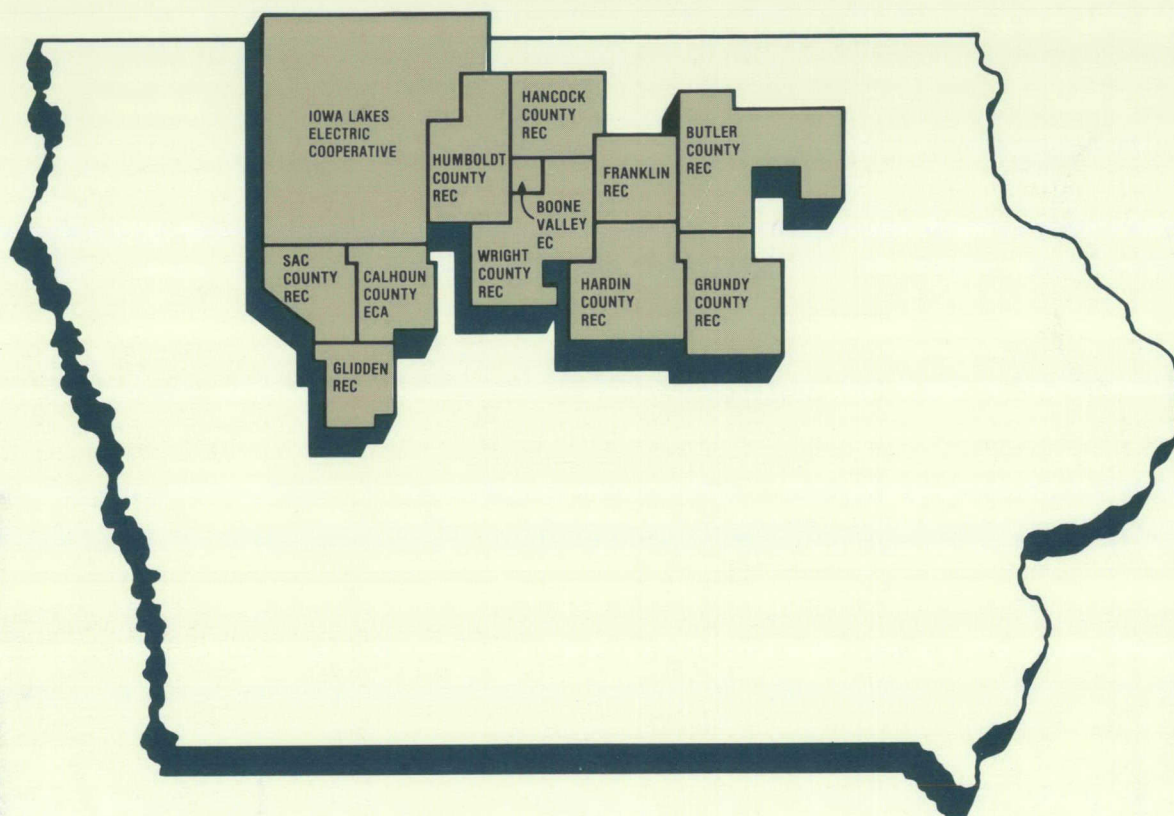 IOWA LAKES
ELECTRIC
COOPERATIVE
HUMBOLDT
COUNTY
REC
HANCOCK
COUNTY
REC
BOONE
VALLEY
EC
WRIGHT
COUNTY
REC
FRANKLIN
REC
BUTLER
COUNTY
REC
SAC
COUNTY
REC
CALHOUN
COUNTY
ECA
HARDIN
COUNTY
REC
GRUNDY
COUNTY
REC
GLIDDEN
REC